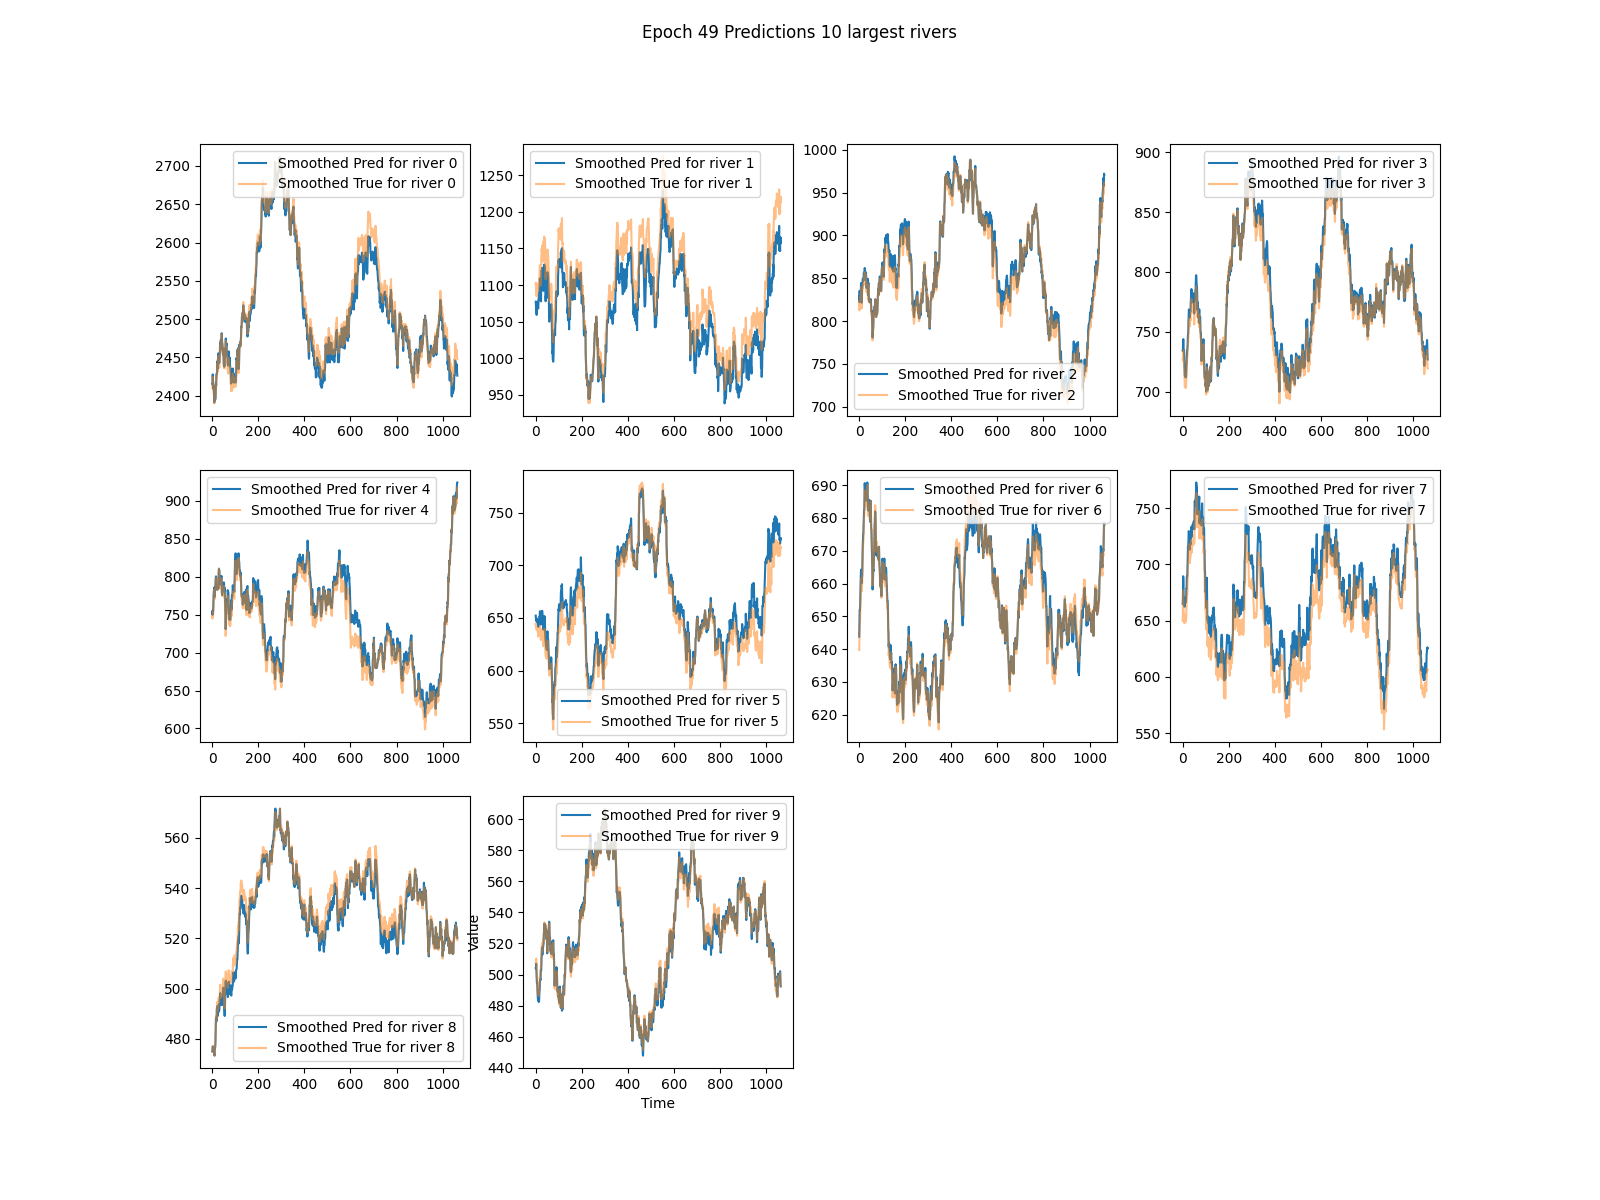 Epoch 49 Predictions 10 largest rivers
2700
2650
2600
2550
2500
2450
2400
0 200 400 600 800 1000
Smoothed Pred for river 0
Smoothed True for river 0
1250
1200
1150
1100
1050
1000
950
0 200 400 600 800 1000
Smoothed Pred for river 1
Smoothed True for river 1
1000
950
900
850
800
750
700
0 200 400 600 800 1000
Smoothed Pred for river 2
Smoothed True for river 2
900
850
800
750
700
0 200 400 600 800 1000
Smoothed Pred for river 3
Smoothed True for river 3
900
850
800
750
700
650
600
0 200 400 600 800 1000
Smoothed Pred for river 4
Smoothed True for river 4
750
700
650
600
550
0 200 400 600 800 1000
Smoothed Pred for river 5
Smoothed True for river 5
690
680
670
660
650
640
630
620
0 200 400 600 800 1000
Smoothed Pred for river 6
Smoothed True for river 6
750
700
650
600
550
0 200 400 600 800 1000
Smoothed Pred for river 7
Smoothed True for river 7
560
540
520
500
480
0 200 400 600 800 1000
Smoothed Pred for river 8
Smoothed True for river 8
Value
600
580
560
540
520
500
480
460
440
0 200 400 600 800 1000
Time
Smoothed Pred for river 9
Smoothed True for river 9